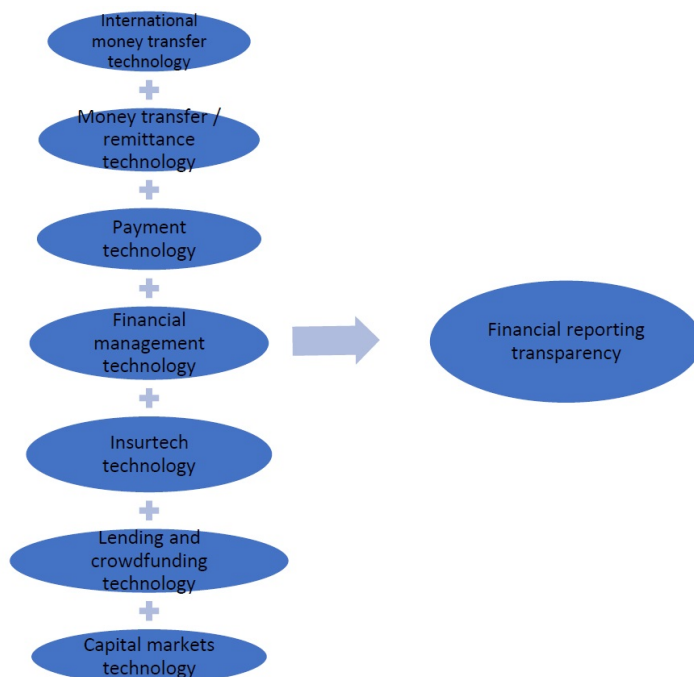 International
money transfer
technology
Money transfer /
remittance
technology
Payment
technology
Financial
management
technology
Insurtech
technology
Lending and
crowdfunding
technology
Capital markets
technology
Financial reporting
transparency